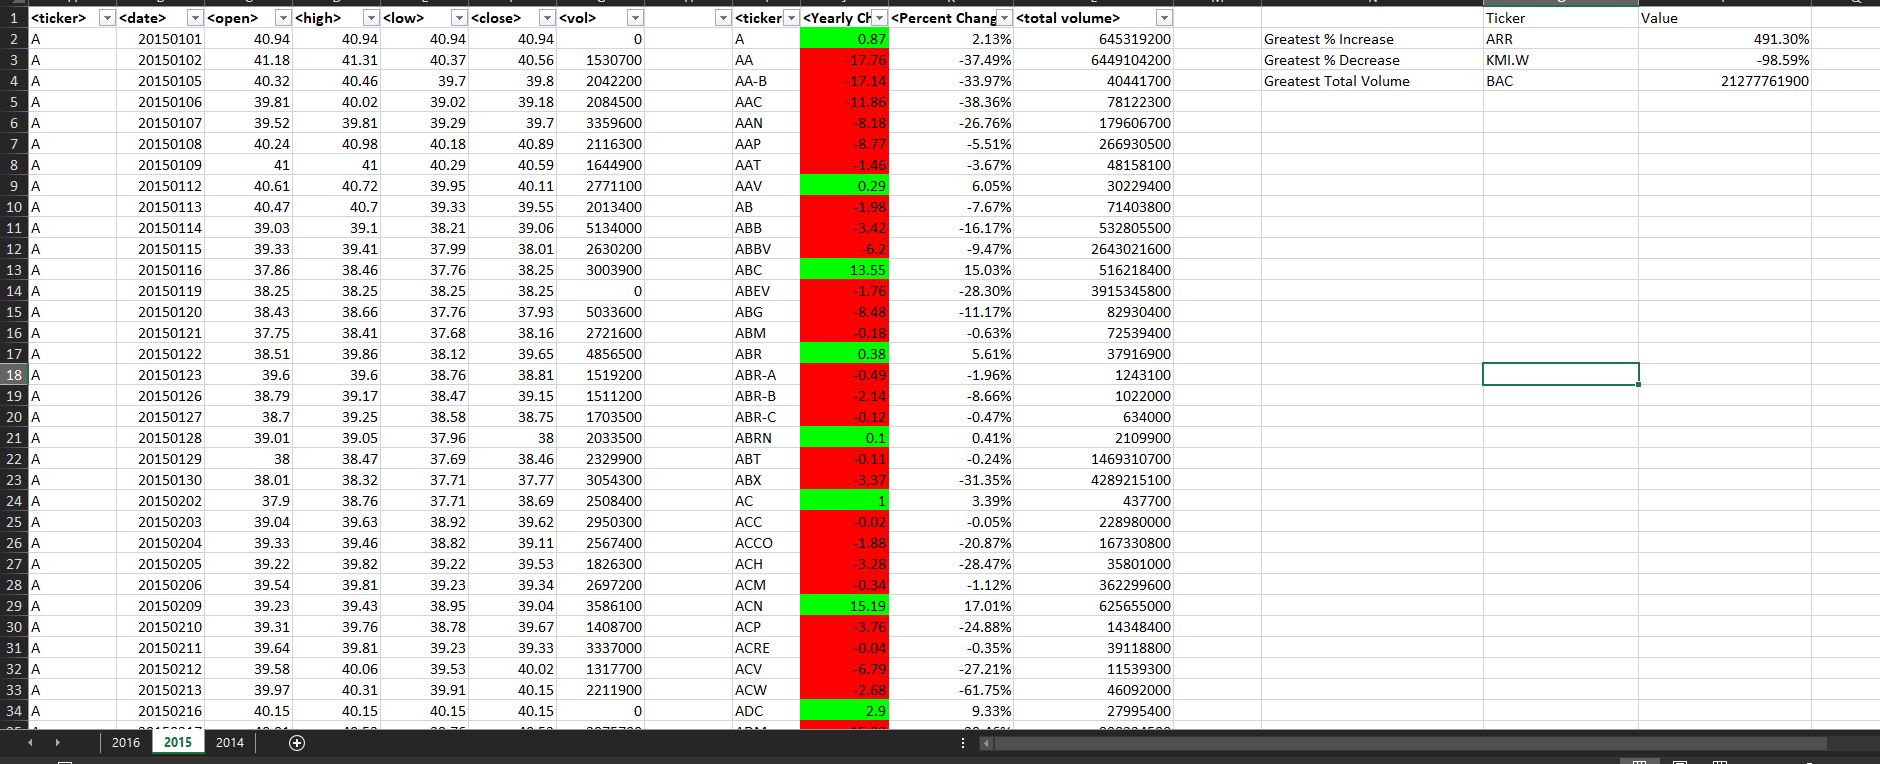 1 <ticker> <date> <open> <high> <low> <close> <vol> <ticker <Yearly Ch <Percent Chang <total volume> Ticker Value
2 A 20150101 40.94 40.94 40.94 40.94 0 A 0.87 2.13% 645319200 Greatest % Increase ARR 491.30%
3 A 20150102 41.18 41.31 40.37 40.56 1530700 AA -17.76 -37.49% 6449104200 Greatest % Decrease KMI.W -98.59%
4 A 20150105 40.32 40.46 39.7 39.8 2042200 AA-B -17.14 -33.97% 40441700 Greatest Total Volume BAC 21277761900
5 A 20150106 39.81 40.02 39.02 39.18 2084500 AAC -11.86 -38.36% 78122300
6 A 20150107 39.52 39.81 39.29 39.7 3359600 AAN -8.18 -26.76% 179606700
7 A 20150108 40.24 40.98 40.18 40.89 2116300 AAP -8.77 -5.51% 266930500
8 A 20150109 41 41 40.29 40.59 1644900 AAT -1.46 -3.67% 48158100
9 A 20150112 40.61 40.72 39.95 40.11 2771100 AAV 0.29 6.05% 30229400
10 A 20150113 40.47 40.7 39.33 39.55 2013400 AB -1.98 -7.67% 71403800
11 A 20150114 39.03 39.1 38.21 39.06 5134000 ABB -3.42 -16.17% 532805500
12 A 20150115 39.33 39.41 37.99 38.01 2630200 ABBV -6.2 -9.47% 2643021600
13 A 20150116 37.86 38.46 37.76 38.25 3003900 ABC 13.55 15.03% 516218400
14 A 20150119 38.25 38.25 38.25 38.25 0 ABEV -1.76 -28.30% 3915345800
15 A 20150120 38.43 38.66 37.76 37.93 5033600 ABG -8.48 -11.17% 82930400
16 A 20150121 37.75 38.41 37.68 38.16 2721600 ABM -0.18 -0.63% 72539400
17 A 20150122 38.51 39.86 38.12 39.65 4856500 ABR 0.38 5.61% 37916900
18 A 20150123 39.6 39.6 38.76 38.81 1519200 ABR-A -0.49 -1.96% 1243100
19 A 20150126 38.79 39.17 38.47 39.15 1511200 ABR-B -2.14 -8.66% 1022000
20 A 20150127 38.7 39.25 38.58 38.75 1703500 ABR-C -0.12 -0.47% 634000
21 A 20150128 39.01 39.05 37.96 38 2033500 ABRN 0.1 0.41% 2109900
22 A 20150129 38 38.47 37.69 38.46 2329900 ABT -0.11 -0.24% 1469310700
23 A 20150130 38.01 38.32 37.71 37.77 3054300 ABX -3.37 -31.35% 4289215100
24 A 20150202 37.9 38.76 37.71 38.69 2508400 AC 1 3.39% 437700
25 A 20150203 39.04 39.63 38.92 39.62 2950300 ACC -0.02 -0.05% 228980000
26 A 20150204 39.33 39.46 38.82 39.11 2567400 ACCO -1.88 -20.87% 167330800
27 A 20150205 39.22 39.82 39.22 39.53 1826300 ACH -3.28 -28.47% 35801000
28 A 20150206 39.54 39.81 39.23 39.34 2697200 ACM -0.34 -1.12% 362299600
29 A 20150209 39.23 39.43 38.95 39.04 3586100 ACN 15.19 17.01% 625655000
30 A 20150210 39.31 39.76 38.78 39.67 1408700 ACP -3.76 -24.88% 14348400
31 A 20150211 39.64 39.81 39.23 39.33 3337000 ACRE -0.04 -0.35% 39118800
32 A 20150212 39.58 40.06 39.53 40.02 1317700 ACV -6.79 -27.21% 11539300
33 A 20150213 39.97 40.31 39.91 40.15 2211900 ACW -2.68 -61.75% 46092000
34 A 20150216 40.15 40.15 40.15 40.15 0 ADC 2.9 9.33% 27995400
2016 2015 2014